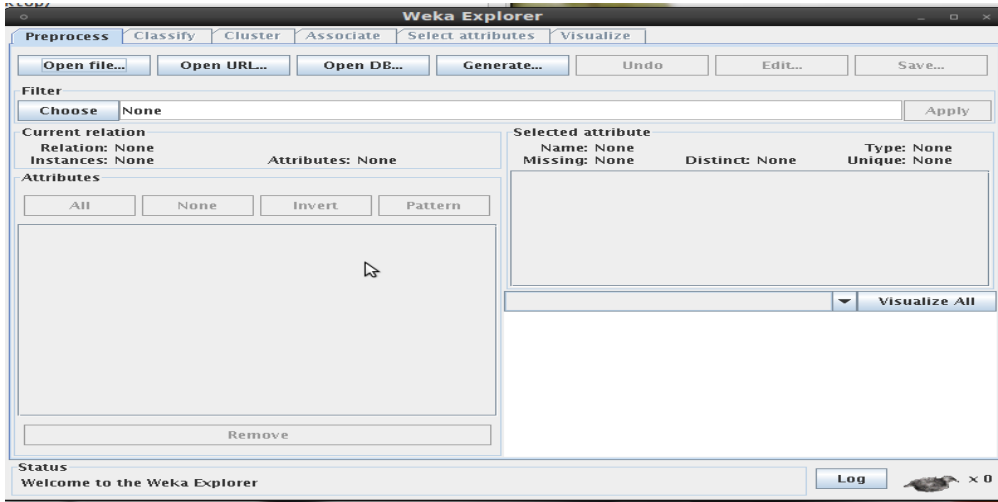 Weka Explorer
Preprocess Classify Cluster Associate Select attributes Visualize
Open file... Open URL... Open DB... Generate... Undo Edit... Save...
Filter
Choose None Apply
Current relation
Relation: None
Instances: None Attributes: None
Selected attribute
Name: None Type: None
Missing: None Distinct: None Unique: None
Attributes
All None Invert Pattern
Remove
Visualize All
Status
Welcome to the Weka Explorer
Log x 0